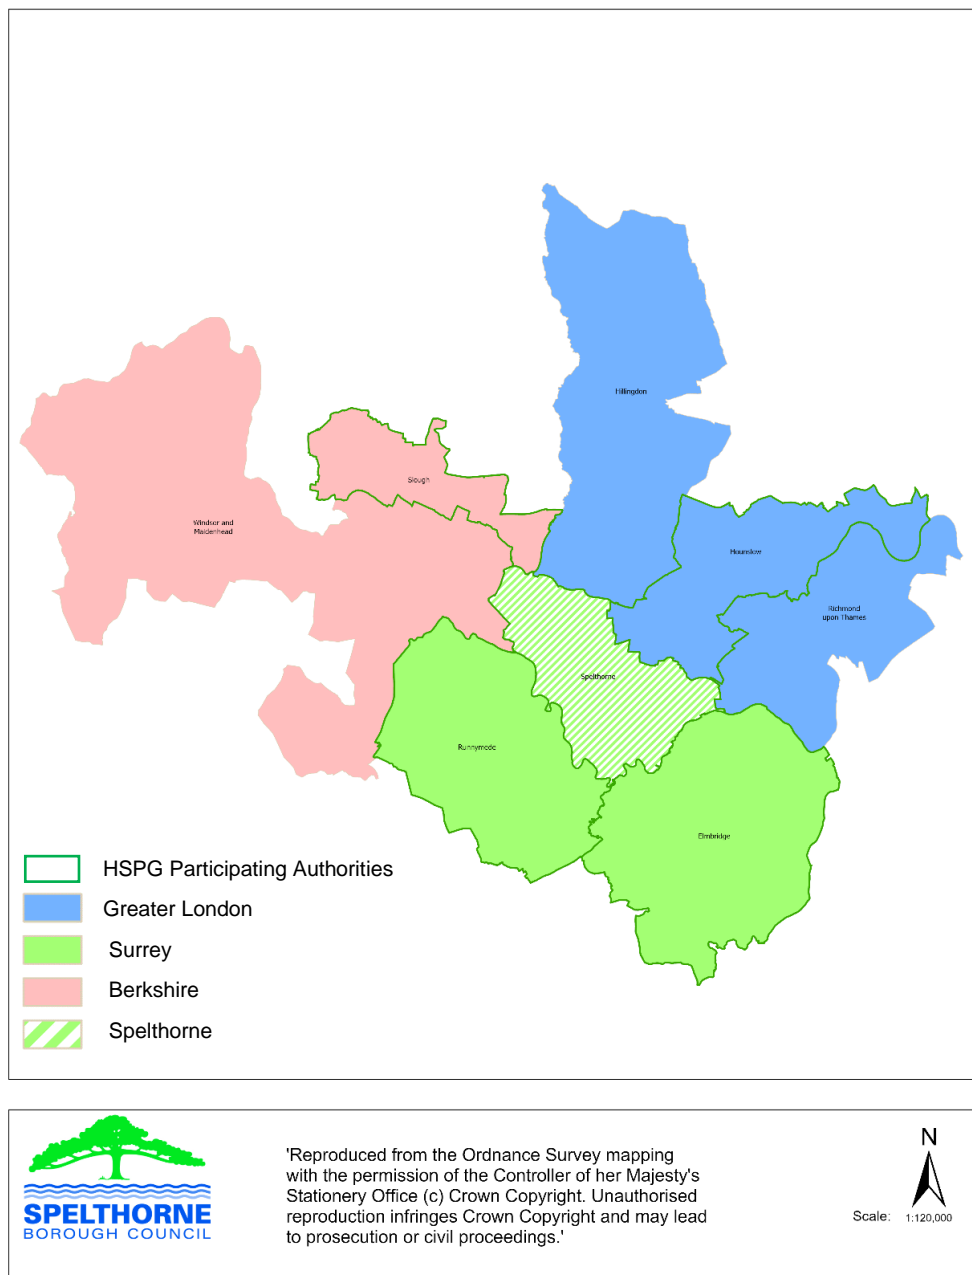 Hillingdon
Slough
Windsor and
Maidenhead
Hounslow
Richmond
upon Thames
Spelthorne
Runnymede
Elmbridge
HSPG Participating Authorities
Greater London
Surrey
Berkshire
Spelthorne
SPELTHORNE
BOROUGH COUNCIL
'Reproduced from the Ordnance Survey mapping
with the permission of the Controller of her Majesty's
Stationery Office (c) Crown Copyright. Unauthorised
reproduction infringes Crown Copyright and may lead
to prosecution or civil proceedings.'
N
Scale: 1:120,000